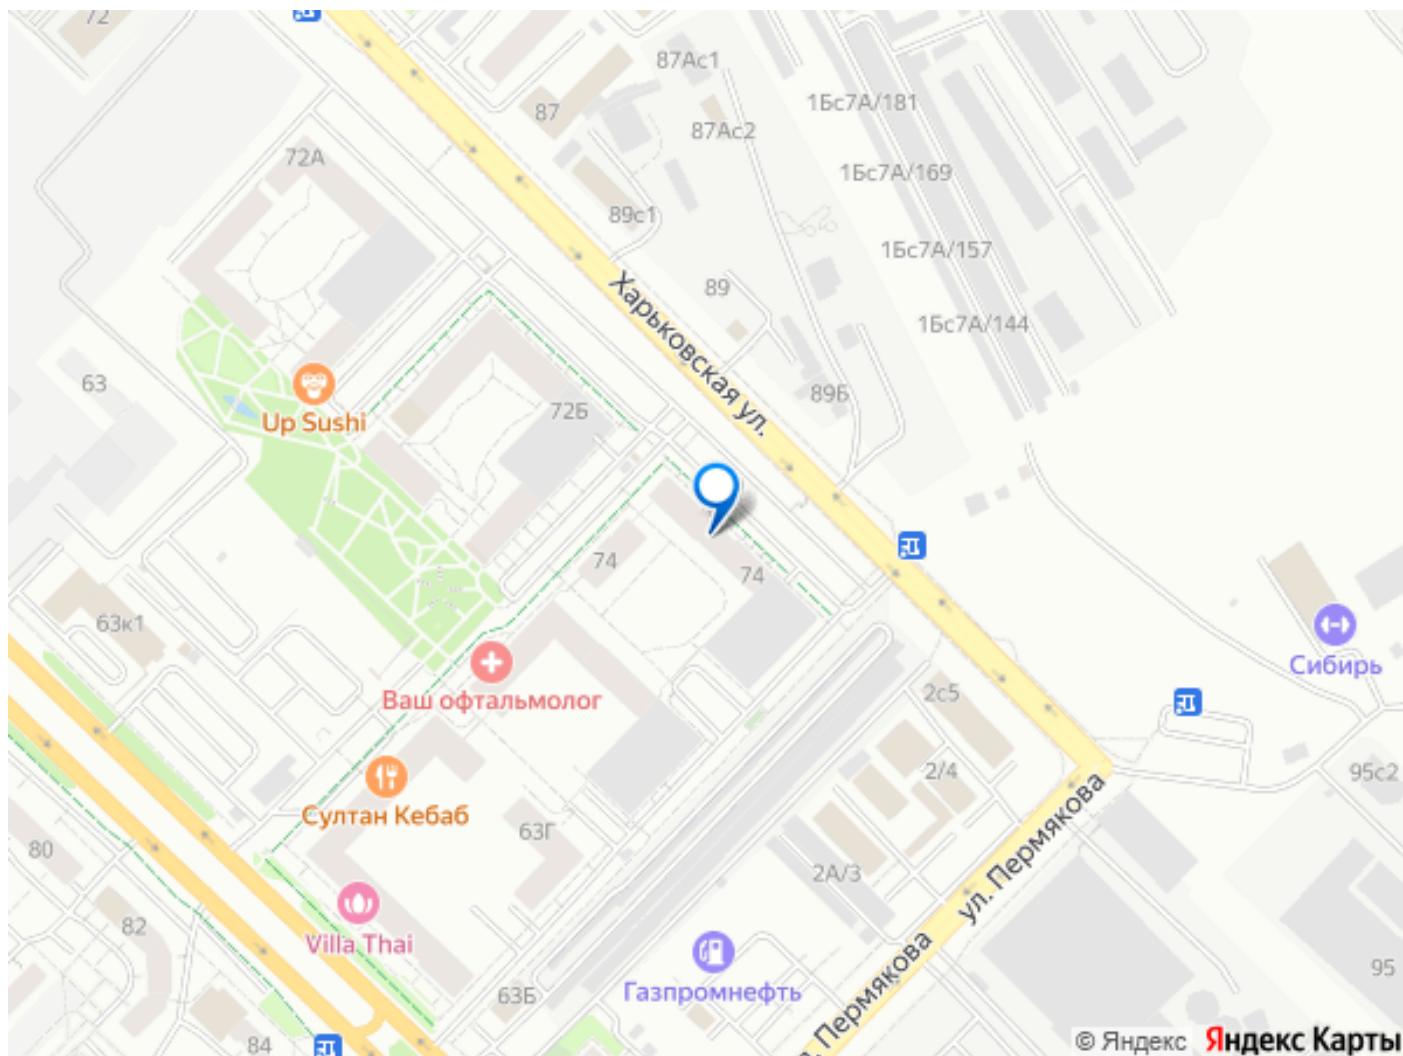 72
87Ас1
87
1Бс7А/181
87Ас2
72А
1Бс7А/169
89с1
1Бс7А/157
89
Харьковская ул.
1Бс7А/144
63
89Б
Up Sushi
72Б
74
74
63к1
Сибирь
Ваш офтальмолог
2с5
2/4
95с2
Султан Кебаб
63Г
80
2А/3
ул. Пермякова
82
Villa Thai
Газпромнефть
95
63Б
л. Пермякова
84
© Яндекс Яндекс Карты